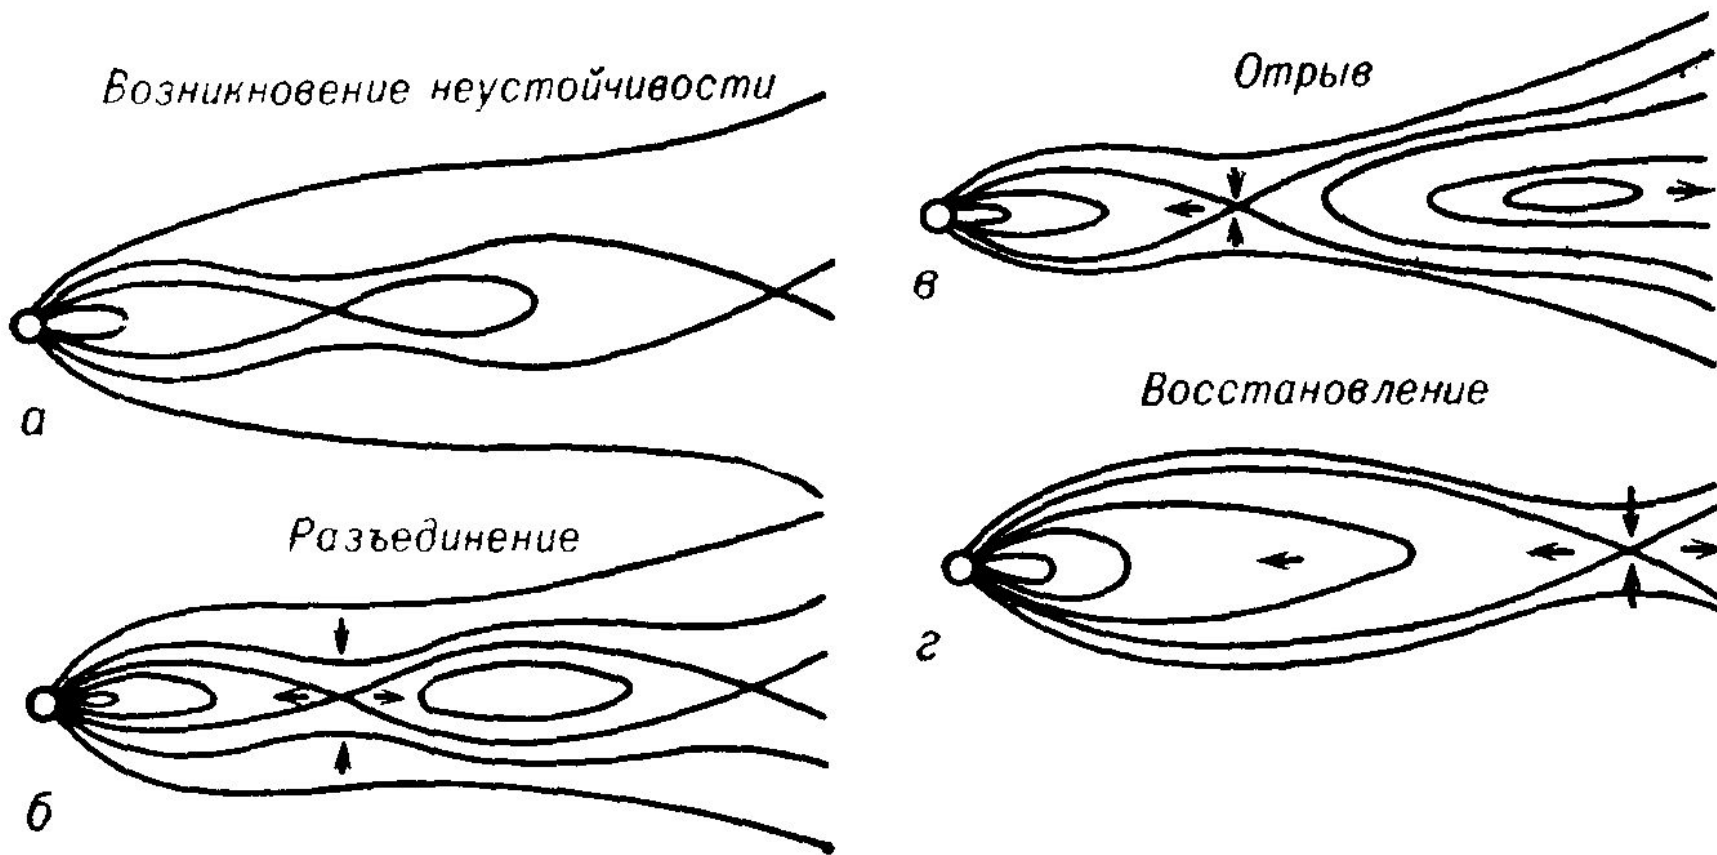 Возникновение неустойчивости
а
Разъединение
б
Отрыв
в
Восстановление
г